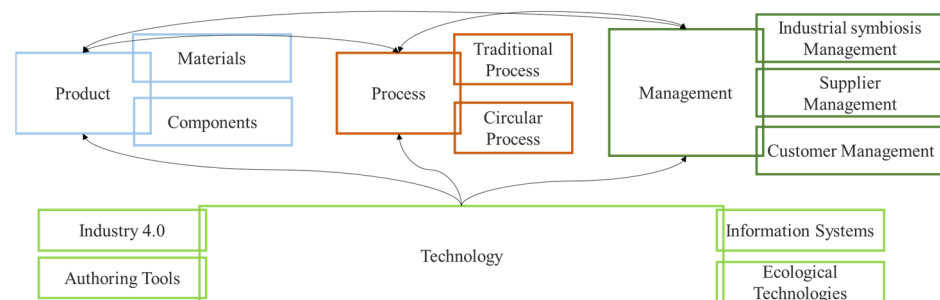 Product
Materials
Components
Process
Traditional
Process
Circular
Process
Management
Industrial symbiosis
Management
Supplier
Management
Customer Management
Industry 4.0
Authoring Tools
Technology
Information Systems
Ecological
Technologies